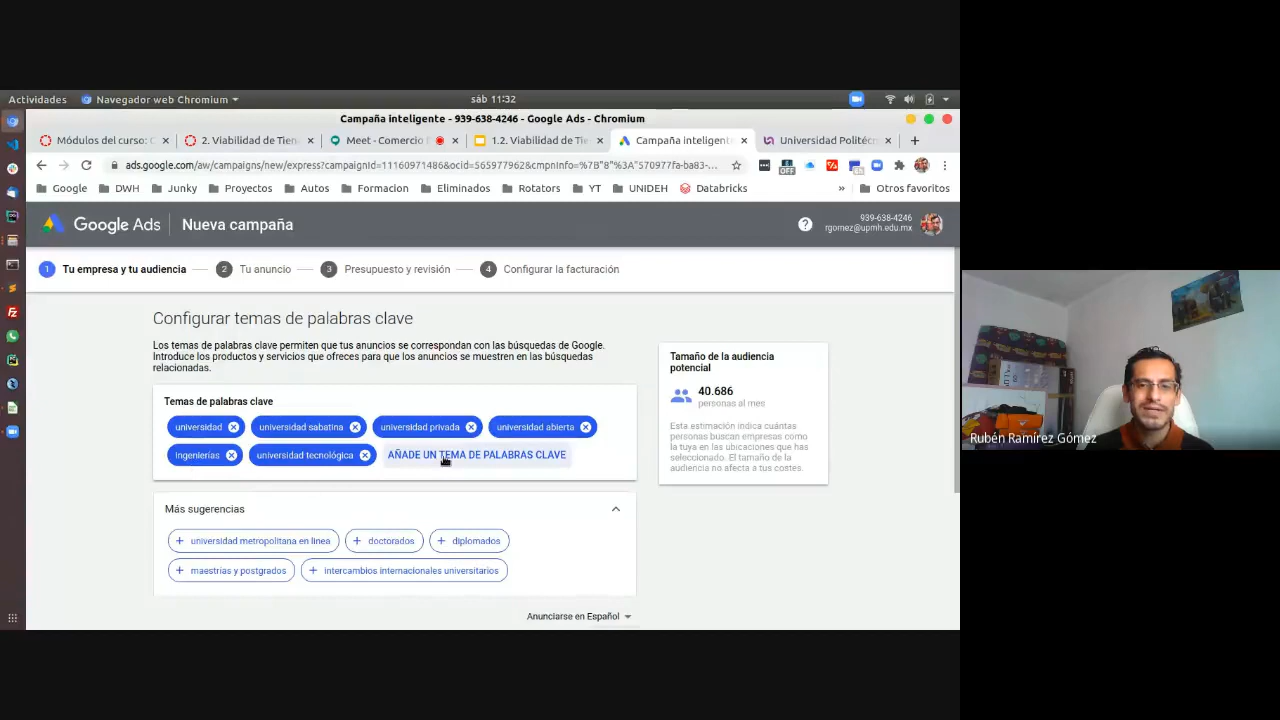 Actividades
Navegador web Chromium
sáb 11:32
Campaña inteligente - 939-638-4246 - Google Ads - Chromium
Módulos del curso: C
2. Viabilidad de Tien
Meet - Comercio
1.2. Viabilidad de Tie
Campaña inteligente
Universidad Politéc
ads.google.com/aw/campaigns/new/express?campaignId=11160971486&ocid=565977962&cmpnInfo=%7B"8"%3A"570977fa-ba83-...
OFF
Google
DWH
Junky
Proyectos
Autos
Formacion
Eliminados
Rotators
YT
UNIDEH
Databricks
»
Otros favoritos
Google Ads
Nueva campaña
939-638-4246
rgomez@upmh.edu.mx
1 Tu empresa y tu audiencia
2 Tu anuncio
3 Presupuesto y revisión
4 Configurar la facturación
Configurar temas de palabras clave
Los temas de palabras clave permiten que tus anuncios se correspondan con las búsquedas de Google.
Introduce los productos y servicios que ofreces para que los anuncios se muestren en las búsquedas
relacionadas.
Temas de palabras clave
universidad
universidad sabatina
universidad privada
universidad abierta
ingenierías
universidad tecnológica
AÑADE UN TEMA DE PALABRAS CLAVE
Más sugerencias
+ universidad metropolitana en linea
+ doctorados
+ diplomados
+ maestrías y postgrados
+ intercambios internacionales universitarios
Anunciarse en Español
Tamaño de la audiencia
potencial
40.686
personas al mes
Esta estimación indica cuántas
personas buscan empresas como
la tuya en las ubicaciones que has
seleccionado. El tamaño de la
audiencia no afecta a tus costes.
Rubén Ramírez Gómez